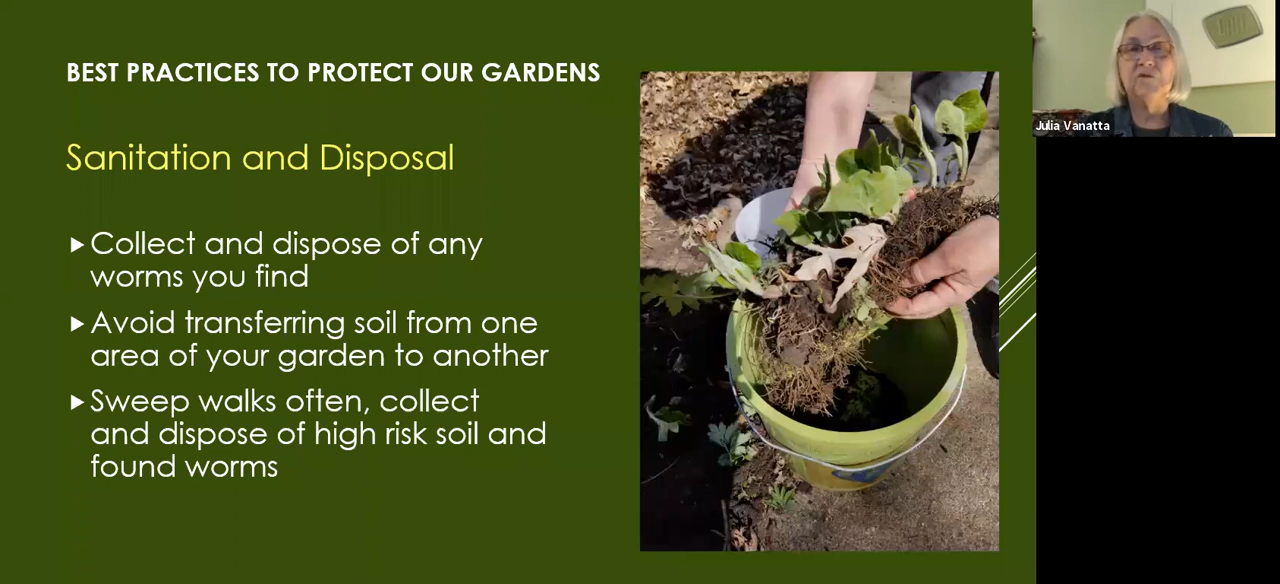 BEST PRACTICES TO PROTECT OUR GARDENS
Sanitation and Disposal
Collect and dispose of any
worms you find
Avoid transferring soil from one
area of your garden to another
Sweep walks often, collect
and dispose of high risk soil and
found worms
Julia Vanatta